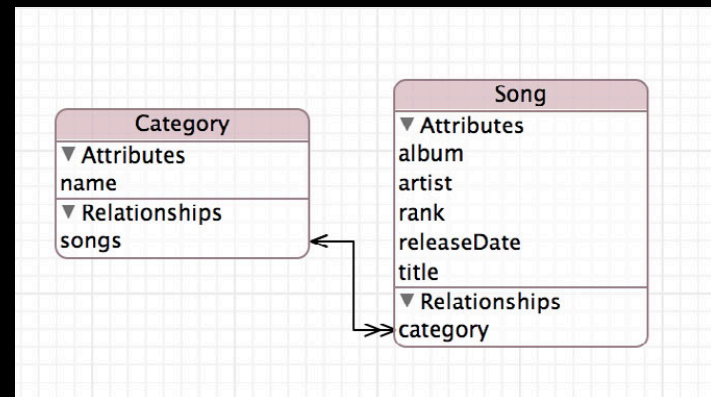 Category
Attributes
name
Relationships
songs
Song
Attributes
album
artist
rank
releaseDate
title
Relationships
category